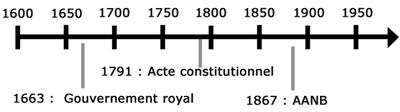 1600 1650 1700 1750 1800 1850 1900 1950
1791 : Acte constitutionnel
1663 : Gouvernement royal
1867 : AANB